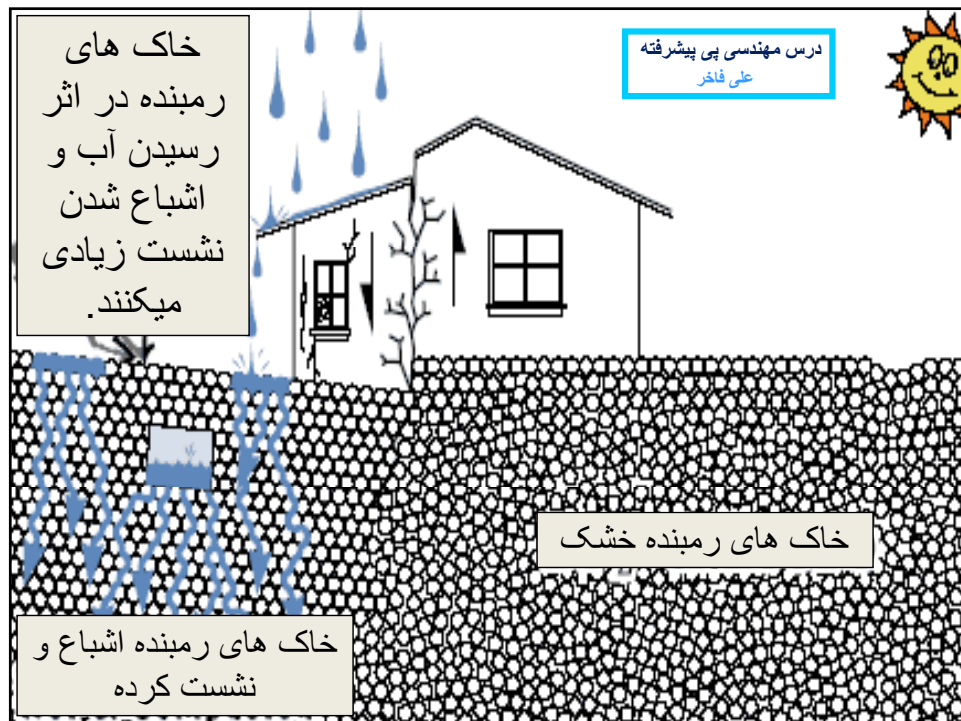 خاک های
رمبنده در اثر
رسیدن آب و
اشباع شدن
نشست زیادی
میکنند.
درس مهندسی پی پیشرفته
علی فاخر
خاک های رمبنده خشک
خاک های رمبنده اشباع و
نشست کرده